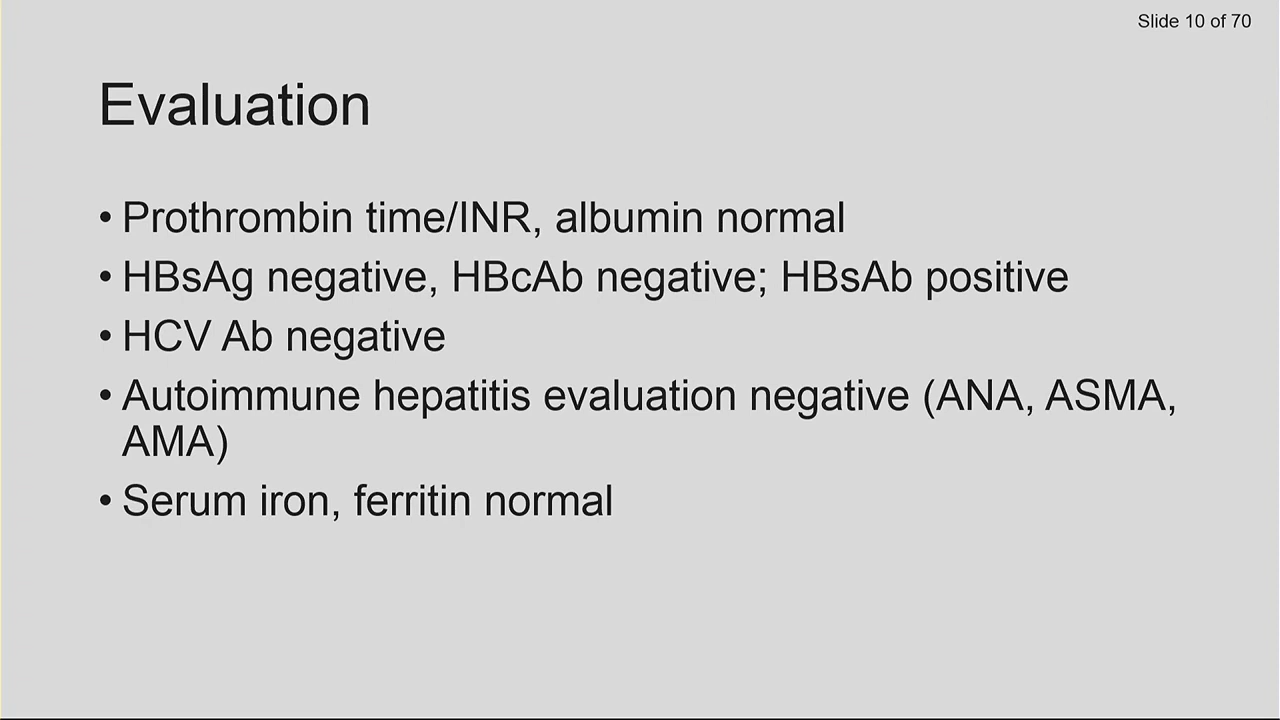 Slide 10 of 70
Evaluation
• Prothrombin time/INR, albumin normal
• HBsAg negative, HBcAb negative; HBsAb positive
• HCV Ab negative
• Autoimmune hepatitis evaluation negative (ANA, ASMA,
AMA)
• Serum iron, ferritin normal